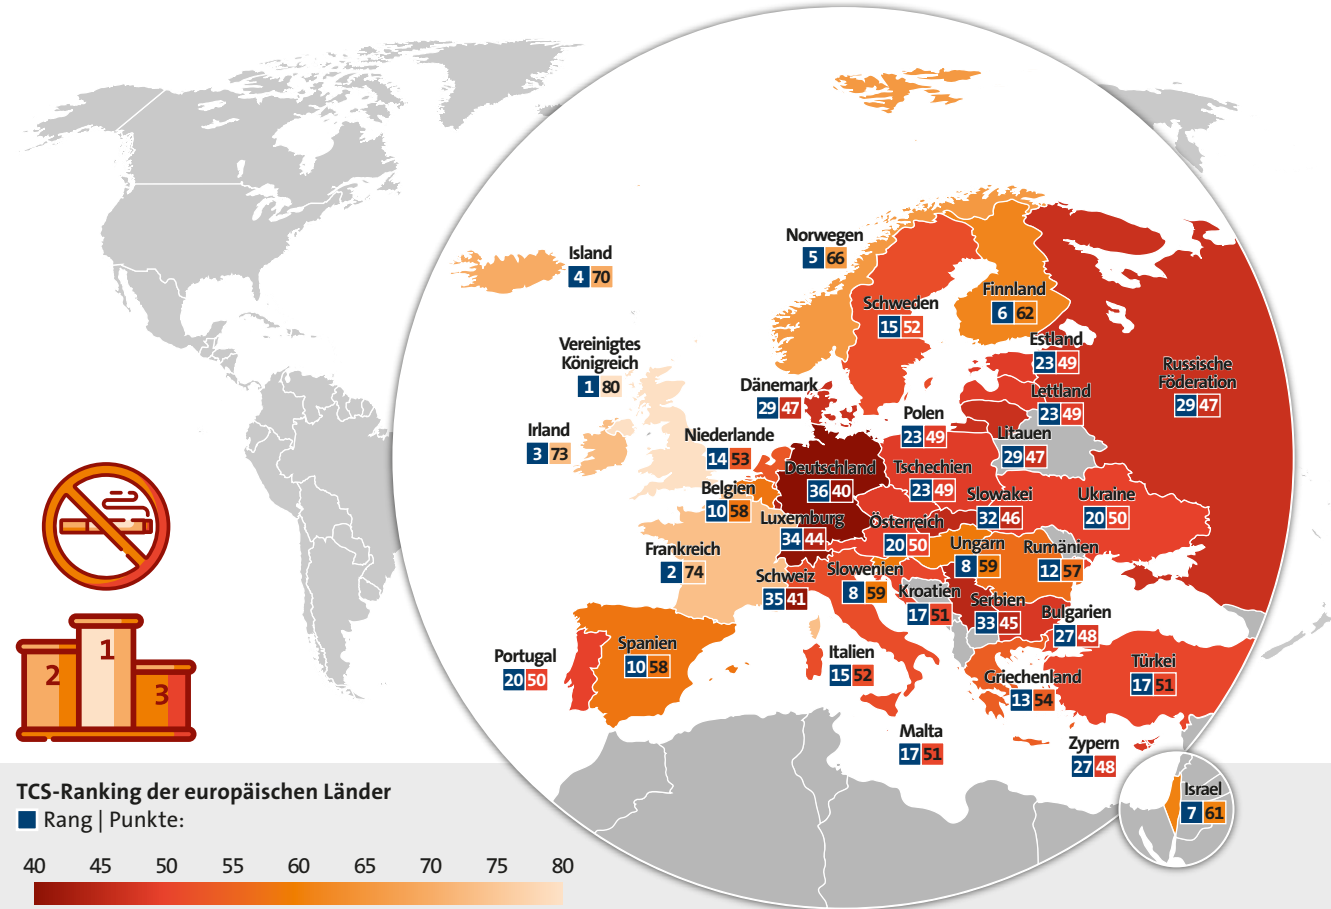 Island
4 70
Norwegen
5 66
Finnland
6 62
Schweden
15 52
Estland
23 49
Vereinigtes
Königreich
1 80
Russische
Föderation
29 47
Dänemark
29 47
Lettland
23 49
Polen
23 49
Irland
3 73
Niederlande
14 53
Litauen
29 47
Deutschland
36 40
Tschechien
23 49
Belgien
10 58
Slowakei
32 46
Ukraine
20 50
Luxemburg
34 44
Österreich
20 50
Frankreich
2 74
Ungarn
8 59
Rumänien
12 57
Schweiz
35 41
Slowenien
8 59
Kroatien
17 51
Serbien
33 45
Bulgarien
27 48
Spanien
10 58
Portugal
20 50
Italien
15 52
Griechenland
13 54
Türkei
17 51
Malta
17 51
Zypern
27 48
Israel
7 61
1
2
3
TCS-Ranking der europäischen Länder
Rang | Punkte:
40 45 50 55 60 65 70 75 80